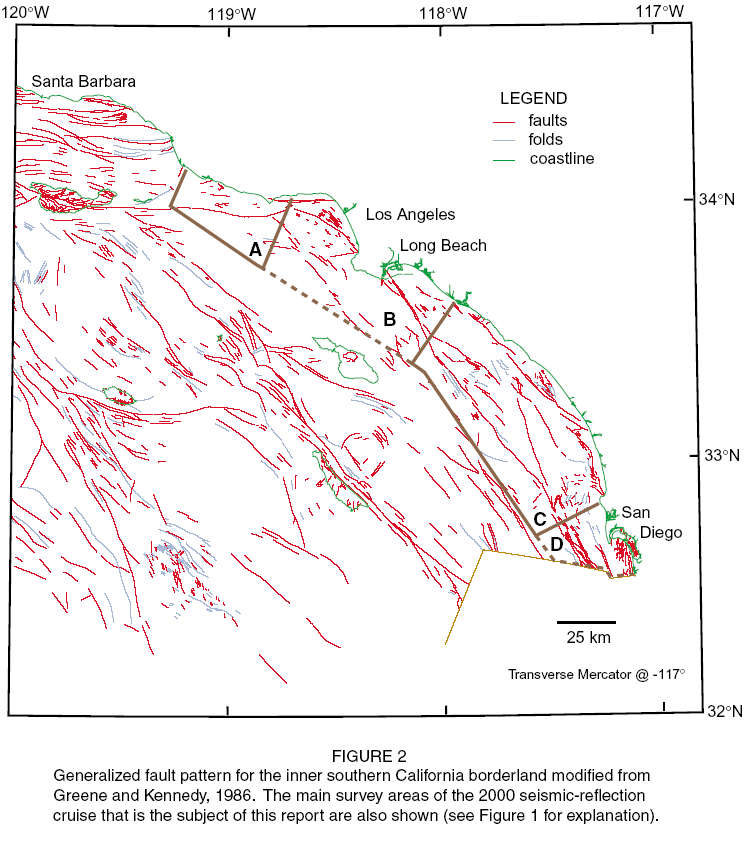 120°W
119°W
118°W
117°W
Santa Barbara
LEGEND
faults
folds
coastline
34°N
Los Angeles
Long Beach
A
B
33°N
C
D
San
Diego
25 km
Transverse Mercator @ -117°
32°N
FIGURE 2
Generalized fault pattern for the inner southern California borderland modified from
Greene and Kennedy, 1986. The main survey areas of the 2000 seismic-reflection
cruise that is the subject of this report are also shown (see Figure 1 for explanation).